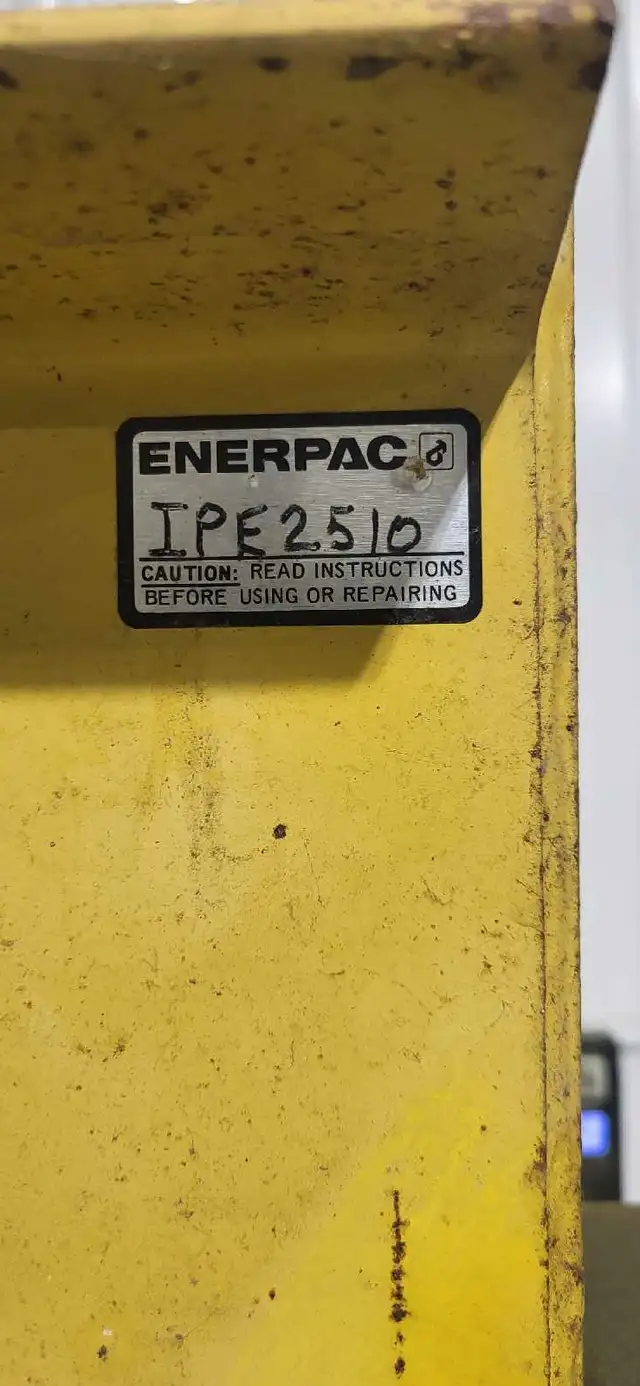 ENERPAC
IPE2510
CAUTION: READ INSTRUCTIONS
BEFORE USING OR REPAIRING